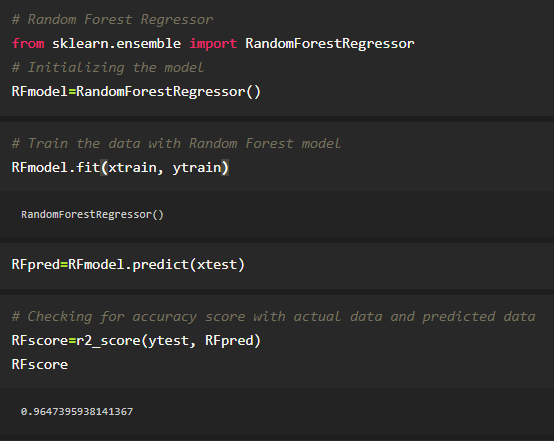 # Random Forest Regressor
from sklearn.ensemble import RandomForestRegressor
# Initializing the model
RFmodel=RandomForestRegressor()
# Train the data with Random Forest model
RFmodel.fit(xtrain, ytrain)
RandomForestRegressor()
RFpred=RFmodel.predict(xtest)
# Checking for accuracy score with actual data and predicted data
RFscore=r2_score(ytest, RFpred)
RFscore
0.9647395938141367